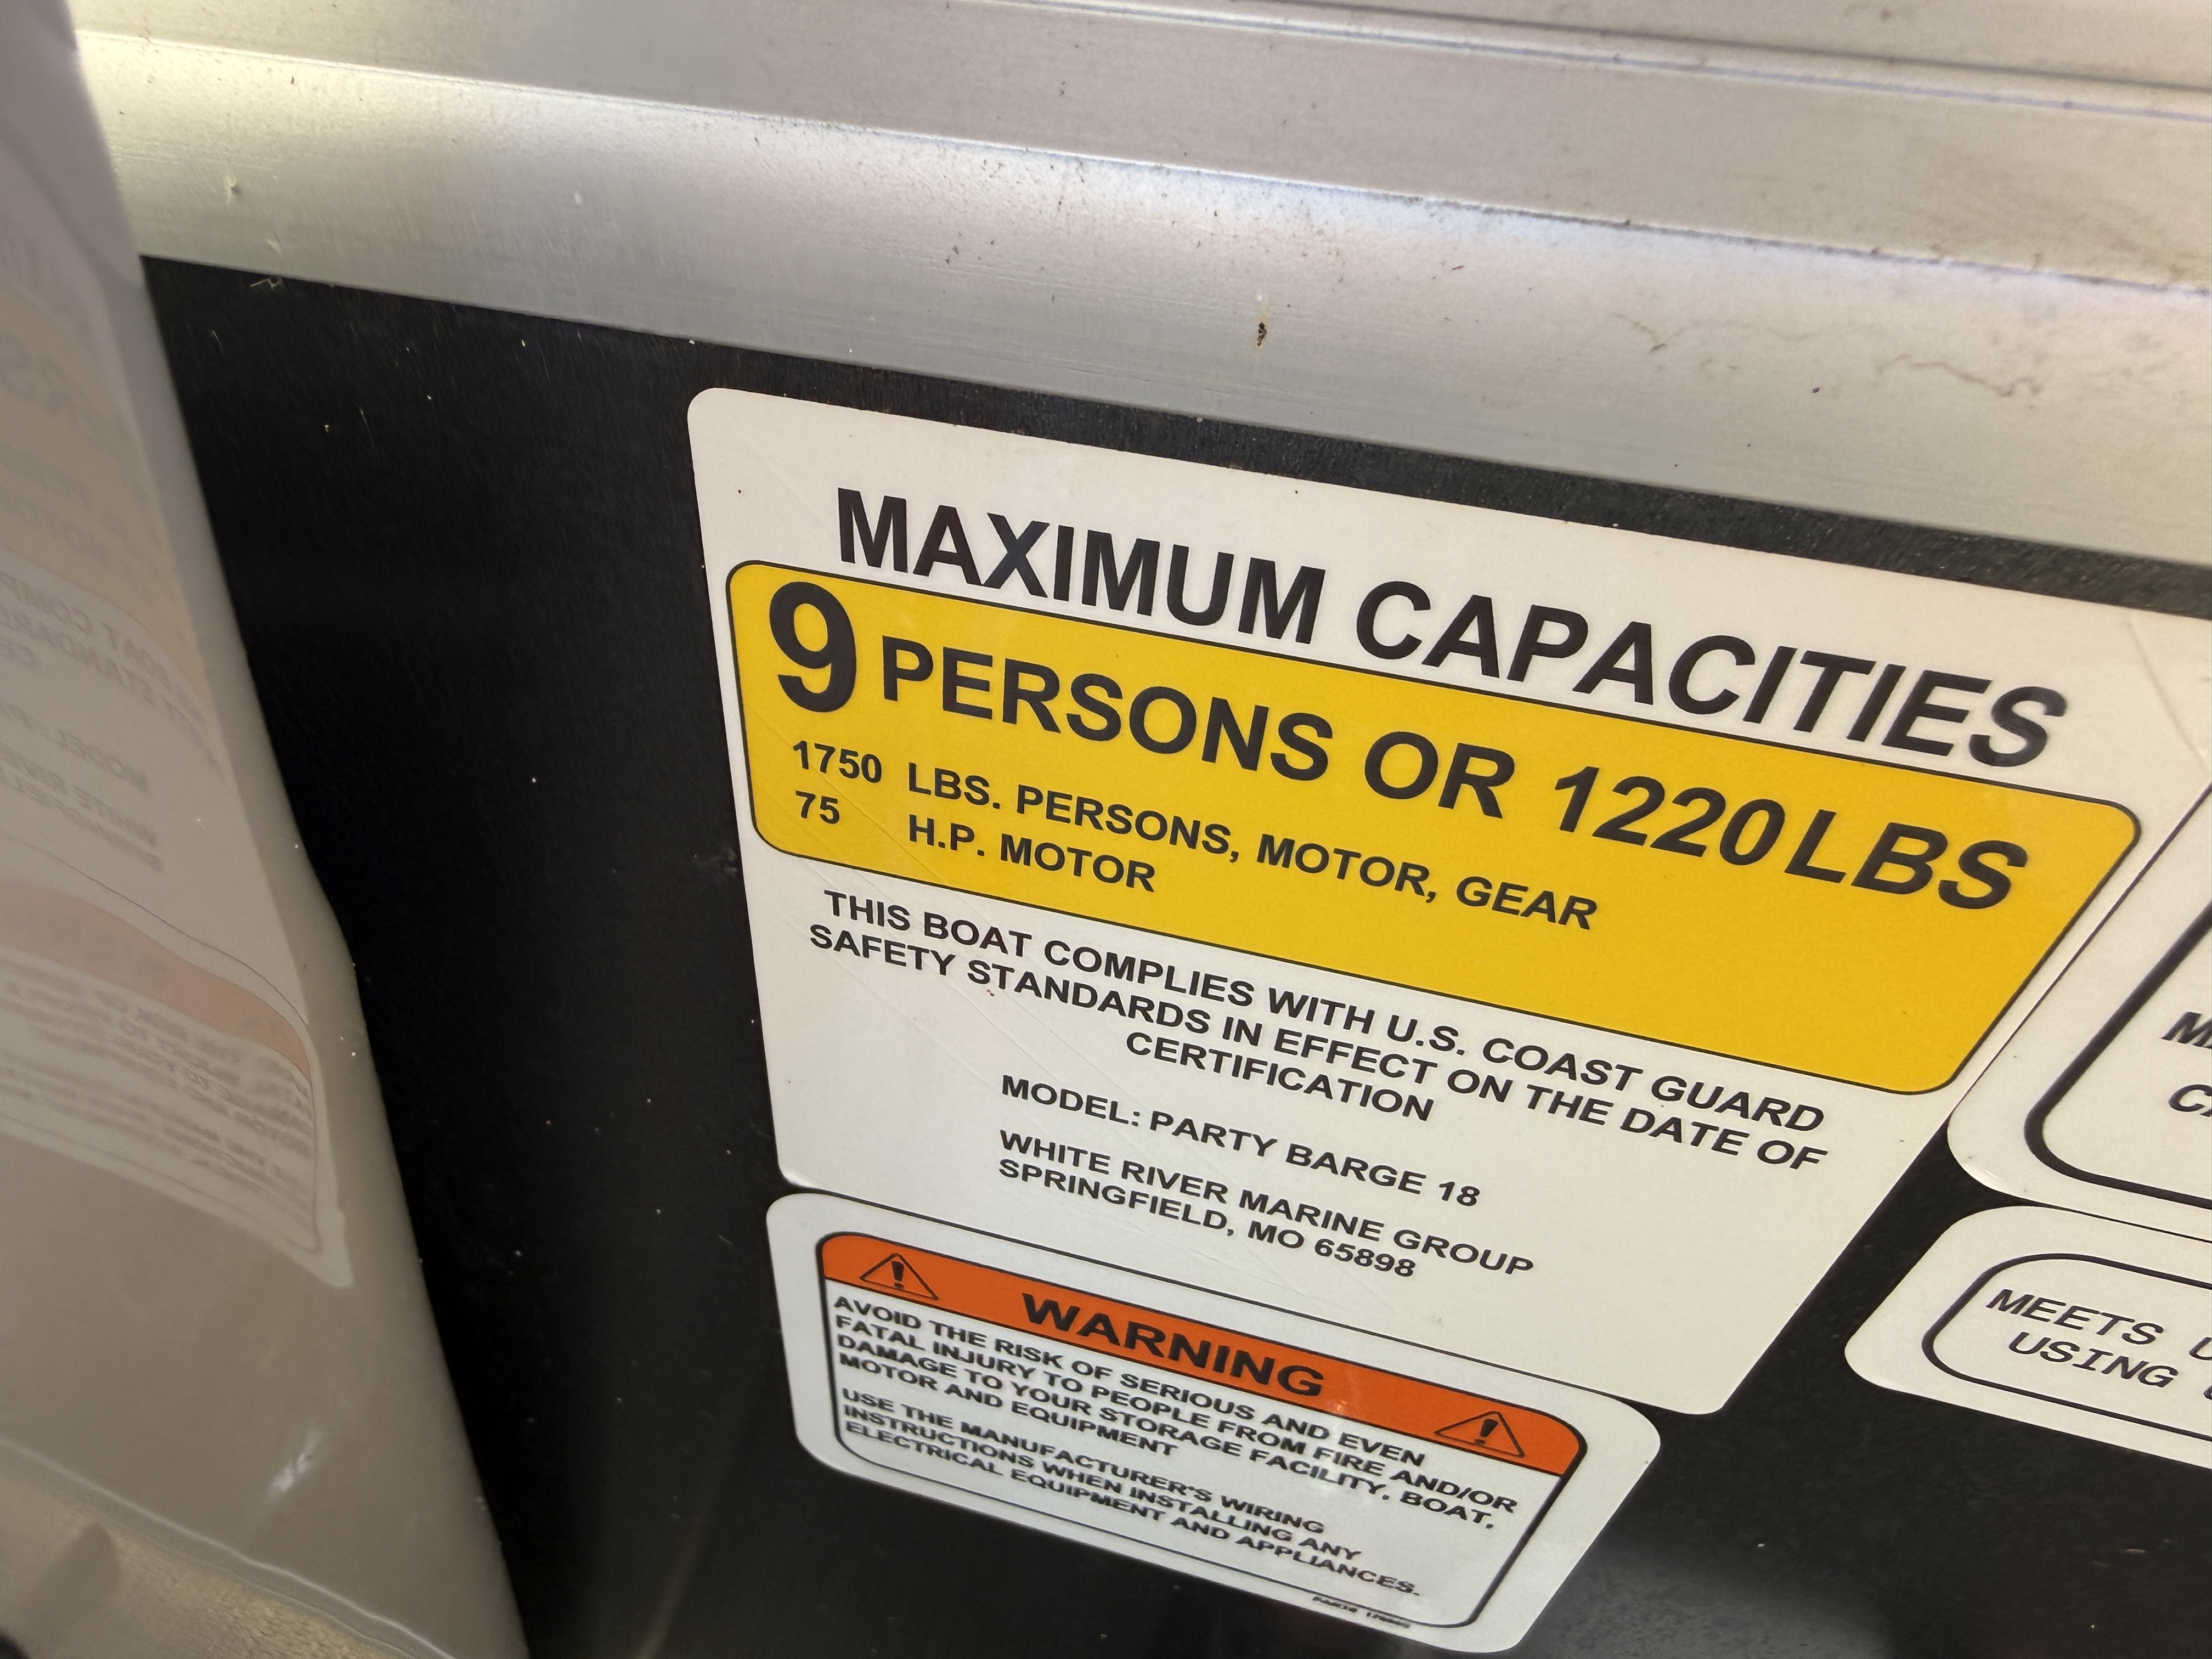 MAXIMUM CAPACITIES
9 PERSONS OR 1220 LBS
1750 LBS. PERSONS, MOTOR, GEAR
75 H.P. MOTOR
THIS BOAT COMPLIES WITH U.S. COAST GUARD
SAFETY STANDARDS IN EFFECT ON THE DATE OF
CERTIFICATION
MODEL: PARTY BARGE 18
WHITE RIVER MARINE GROUP
SPRINGFIELD, MO 65898
WARNING
AVOID THE RISK OF SERIOUS AND EVEN
FATAL INJURY TO PEOPLE FROM FIRE AND/OR
DAMAGE TO YOUR STORAGE FACILITY, BOAT,
MOTOR AND EQUIPMENT
USE THE MANUFACTURER'S WIRING
INSTRUCTIONS WHEN INSTALLING ANY
ELECTRICAL EQUIPMENT AND APPLIANCES.
MEETS
USING